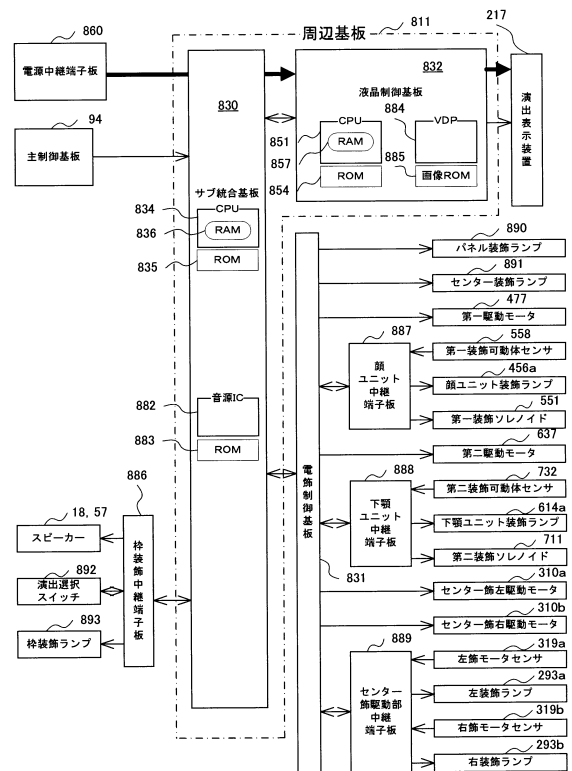 860
周辺基板
811
217
電源中継端子板
830
832
液晶制御基板
演出表示装置
94
主制御基板
851
CPU
RAM
884
VDP
857
854
ROM
885
画像ROM
サブ統合基板
834
CPU
836
RAM
835
ROM
890
パネル装飾ランプ
891
センター装飾ランプ
477
第一駆動モータ
887
顔
ユニット
中継
端子板
558
第一装飾可動体センサ
456a
顔ユニット装飾ランプ
551
第一装飾ソレノイド
882
音源IC
883
ROM
637
第二駆動モータ
電飾制御基板
831
888
下顎
ユニット
中継
端子板
732
第二装飾可動体センサ
614a
下顎ユニット装飾ランプ
711
第二装飾ソレノイド
886
枠装飾中継端子板
18, 57
スピーカー
892
演出選択
スイッチ
893
枠装飾ランプ
310a
センター飾左駆動モータ
310b
センター飾右駆動モータ
889
センター
飾駆動部
中継
端子板
319a
左飾モータセンサ
293a
左装飾ランプ
319b
右飾モータセンサ
293b
右装飾ランプ